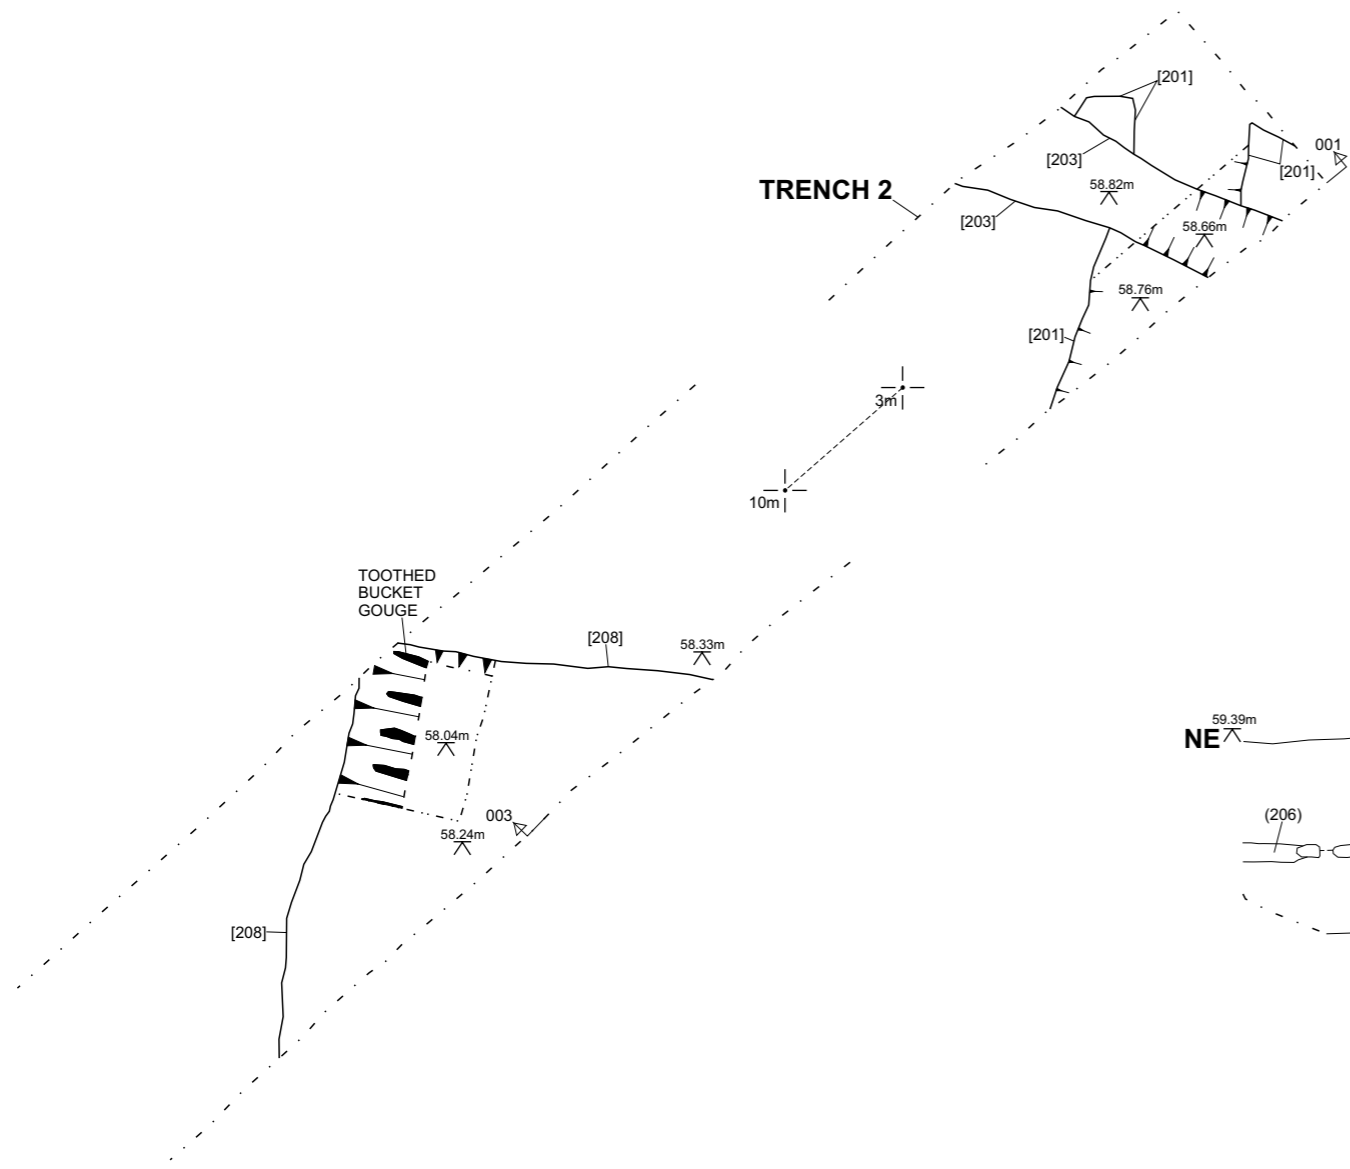 [201]
001
[203]
[201]
TRENCH 2
58.82m
[203]
58.66m
58.76m
[201]
3m
10m
TOOTHED
BUCKET
GOUGE
[208]
58.33m
59.39m
NE
58.04m
003
(206)
58.24m
[208]